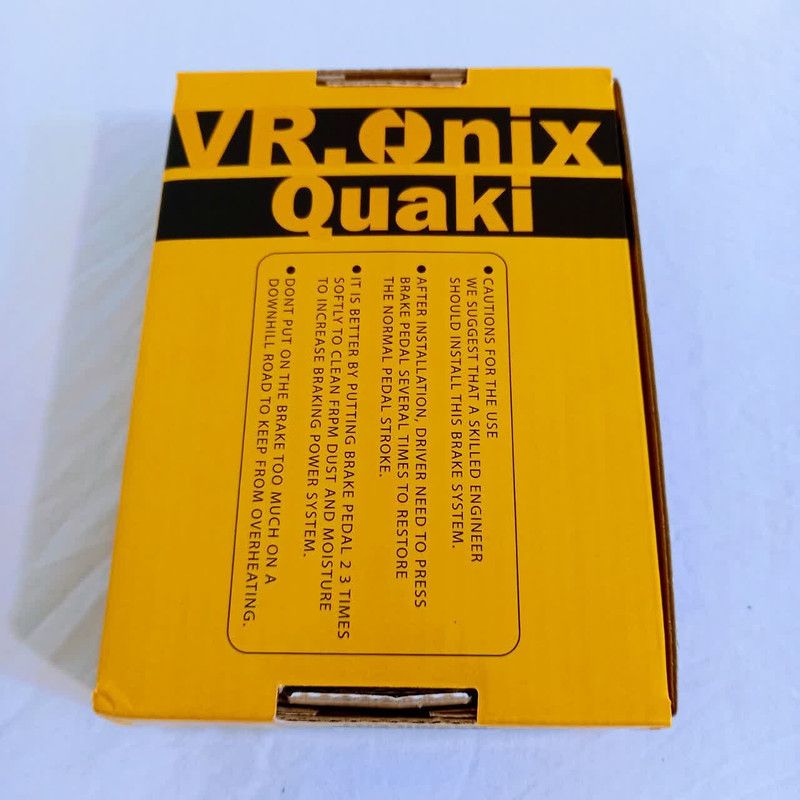 VR.Onix
Quaki
● CAUTIONS FOR THE USE
WE SUGGEST THAT A SKILLED ENGINEER
SHOULD INSTALL THIS BRAKE SYSTEM.
● AFTER INSTALLATION, DRIVER NEED TO PRESS
BRAKE PEDAL SEVERAL TIMES TO RESTORE
THE NORMAL PEDAL STROKE.
● IT IS BETTER BY PUTTING BRAKE PEDAL 2 3 TIMES
SOFTLY TO CLEAN FRPM DUST AND MOISTURE
TO INCREASE BRAKING POWER SYSTEM.
● DONT PUT ON THE BRAKE TOO MUCH ON A
DOWNHILL ROAD TO KEEP FROM OVERHEATING.